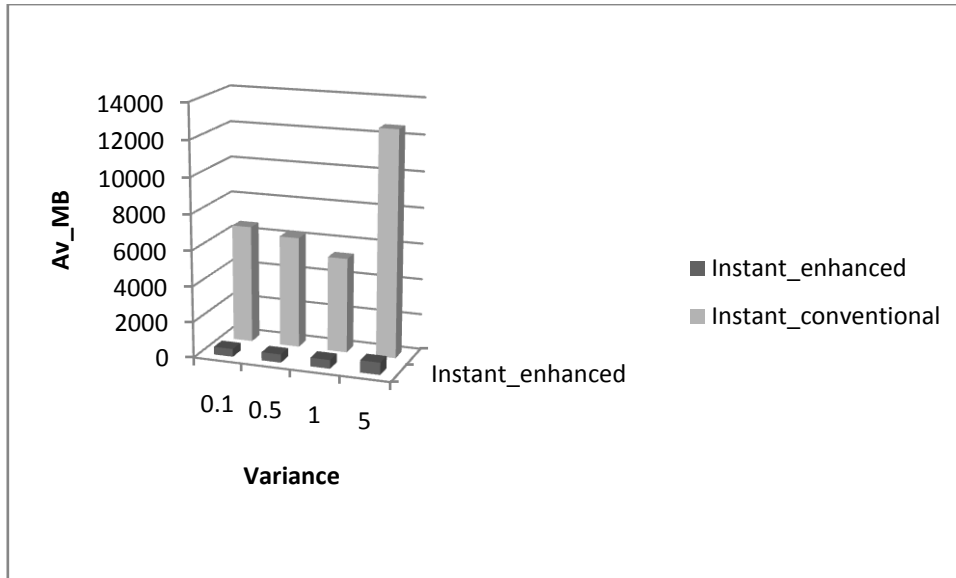 14000
12000
10000
8000
6000
4000
2000
0
Av_MB
0.1 0.5 1 5
Variance
Instant_enhanced
Instant_enhanced
Instant_conventional